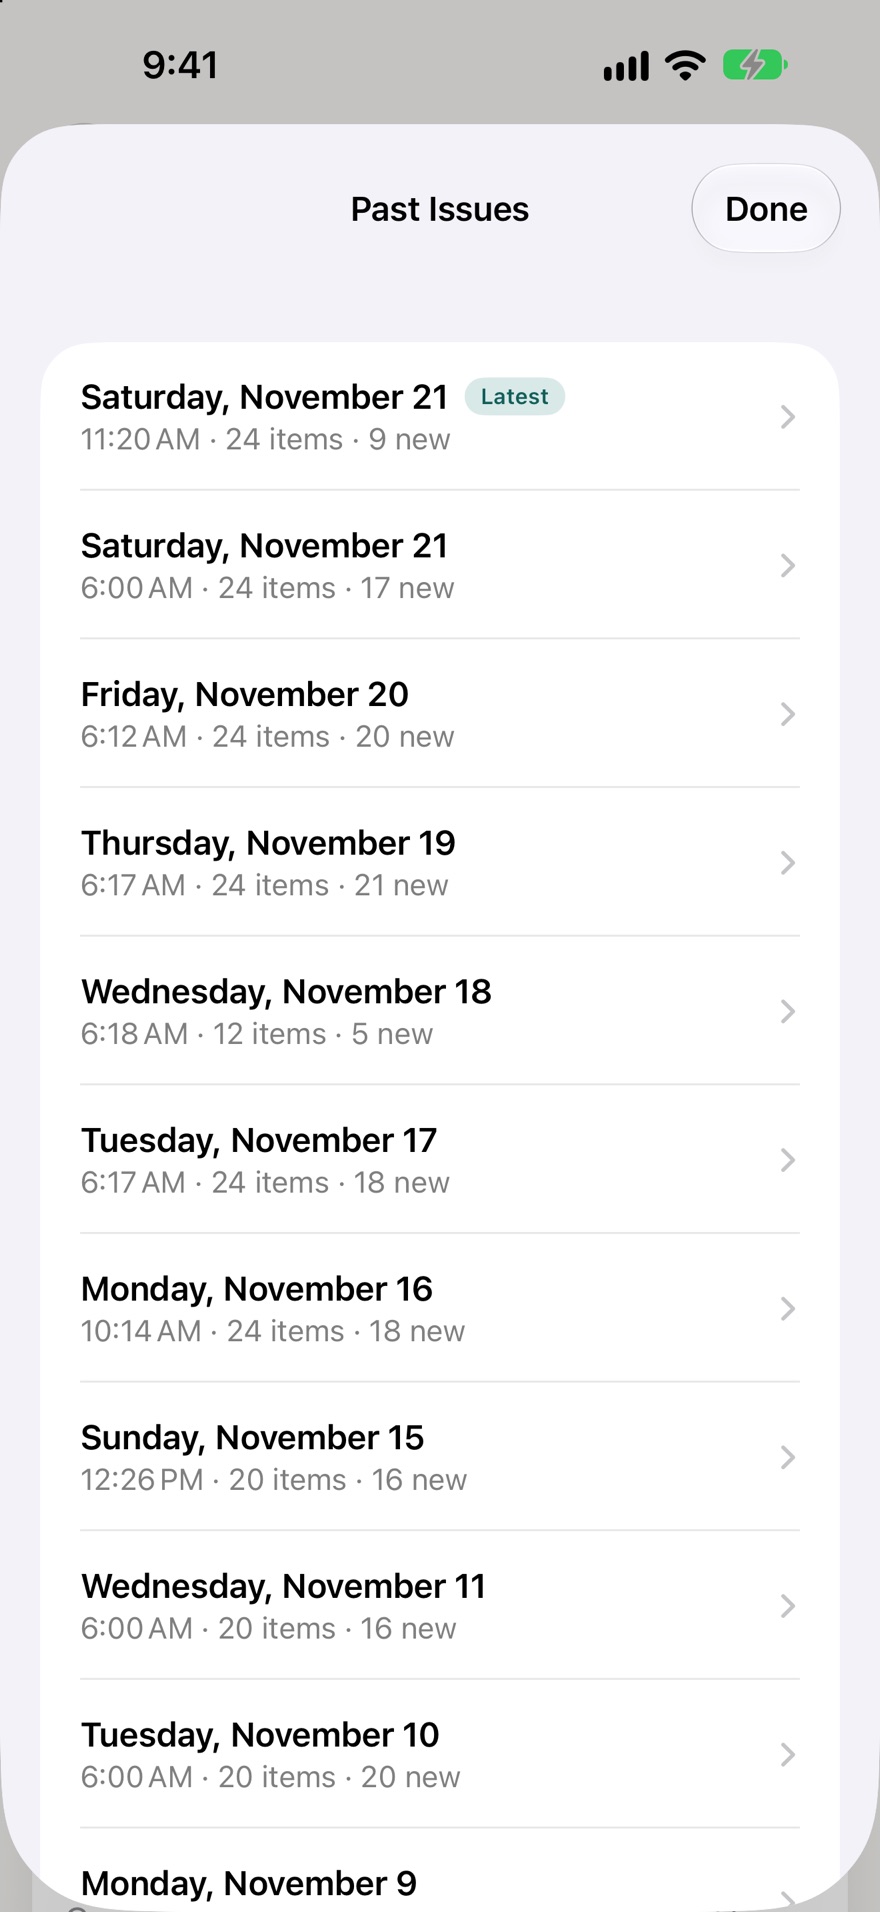 9:41
Past Issues
Done
Saturday, November 21 Latest
11:20 AM · 24 items · 9 new
Saturday, November 21
6:00 AM · 24 items · 17 new
Friday, November 20
6:12 AM · 24 items · 20 new
Thursday, November 19
6:17 AM · 24 items · 21 new
Wednesday, November 18
6:18 AM · 12 items · 5 new
Tuesday, November 17
6:17 AM · 24 items · 18 new
Monday, November 16
10:14 AM · 24 items · 18 new
Sunday, November 15
12:26 PM · 20 items · 16 new
Wednesday, November 11
6:00 AM · 20 items · 16 new
Tuesday, November 10
6:00 AM · 20 items · 20 new
Monday, November 9